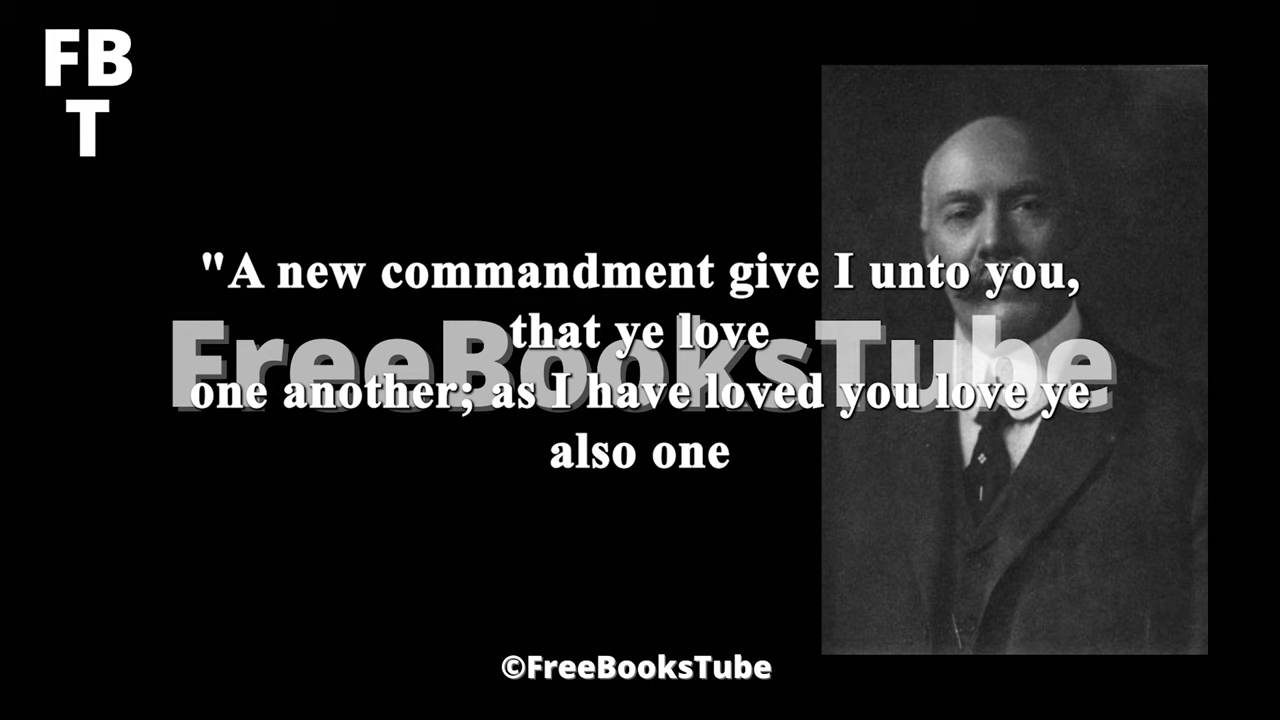 FB
T
"A new commandment give I unto you,
that ye love
FreeBooksTube
one another; as I have loved you love ye
also one
©FreeBooksTube